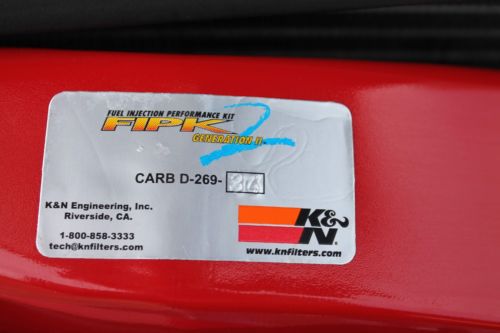 FUEL INJECTION PERFORMANCE KIT
FIPK 2
GENERATION II
CARB D-269-
K&N Engineering, Inc.
Riverside, CA.
1-800-858-3333
tech@knfilters.com
K&N
www.knfilters.com